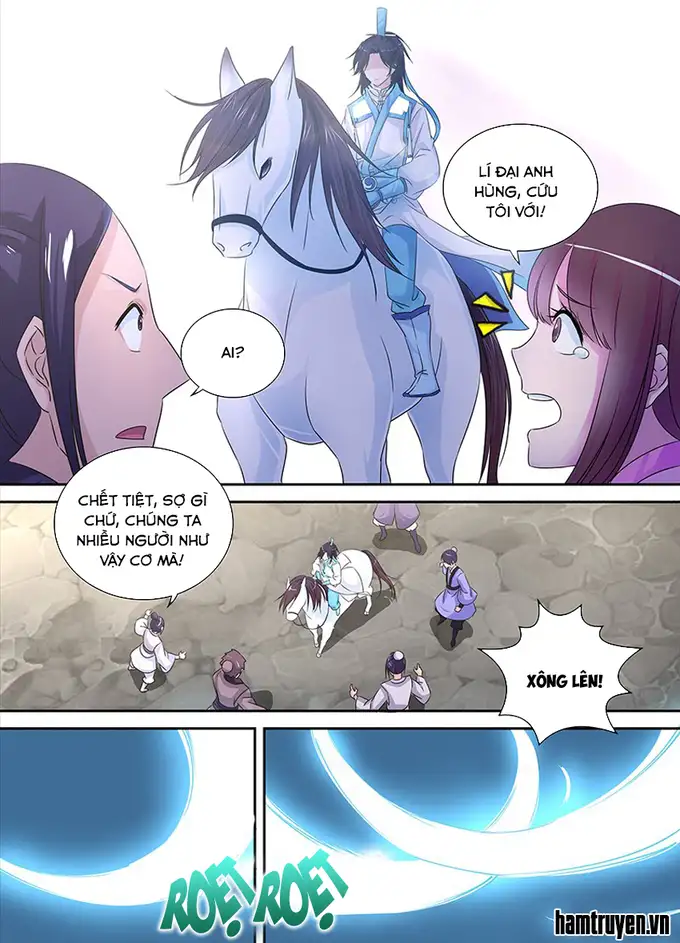 LÍ ĐẠI ANH
HÙNG, CỨU
TÔI VỚI!
AI?
CHẾT TIỆT, SỢ GÌ
CHỨ, CHÚNG TA
NHIỀU NGƯỜI NHƯ
VẬY CƠ MÀ!
XÔNG LÊN!
ROẸT ROẸT
hamtruyen.vn